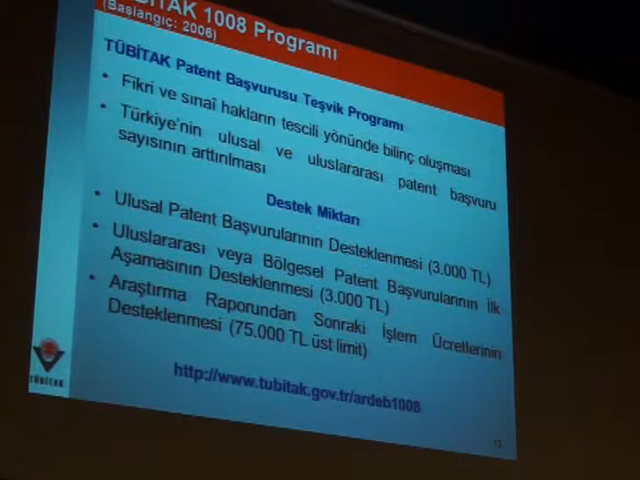 TÜBİTAK 1008 Programı
(Başlangıç: 2006)
TÜBİTAK Patent Başvurusu Teşvik Programı
• Fikri ve sınaî hakların tescili yönünde bilinç oluşması
• Türkiye'nin ulusal ve uluslararası patent başvuru
sayısının arttırılması
Destek Miktarı
• Ulusal Patent Başvurularının Desteklenmesi (3.000 TL)
• Uluslararası veya Bölgesel Patent Başvurularının İlk
Aşamasının Desteklenmesi (3.000 TL)
• Araştırma Raporundan Sonraki İşlem Ücretlerinin
Desteklenmesi (75.000 TL üst limit)
http://www.tubitak.gov.tr/ardeb1008
TÜBİTAK